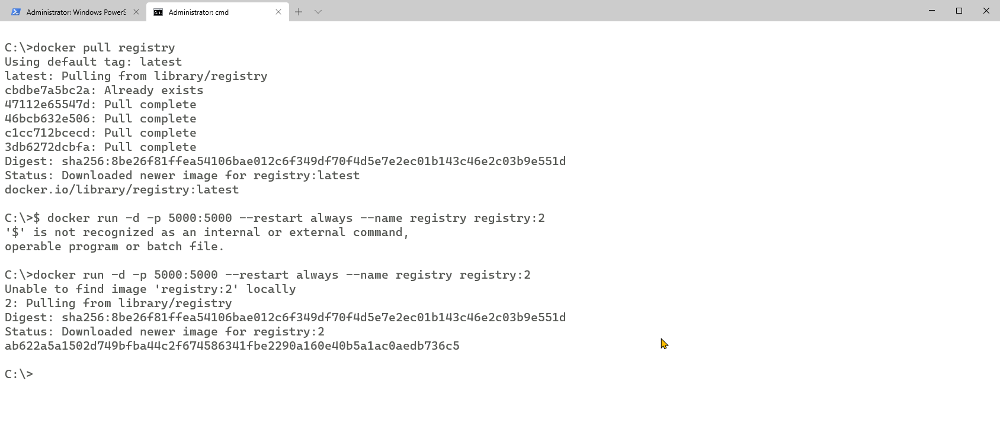 Administrator: Windows PowerS
Administrator: cmd
C:\>docker pull registry
Using default tag: latest
latest: Pulling from library/registry
cbdbe7a5bc2a: Already exists
47112e65547d: Pull complete
46bcb632e506: Pull complete
c1cc712bcecd: Pull complete
3db6272dcbfa: Pull complete
Digest: sha256:8be26f81ffea54106bae012c6f349df70f4d5e7e2ec01b143c46e2c03b9e551d
Status: Downloaded newer image for registry:latest
docker.io/library/registry:latest
C:\>$ docker run -d -p 5000:5000 --restart always --name registry registry:2
'$' is not recognized as an internal or external command,
operable program or batch file.
C:\>docker run -d -p 5000:5000 --restart always --name registry registry:2
Unable to find image 'registry:2' locally
2: Pulling from library/registry
Digest: sha256:8be26f81ffea54106bae012c6f349df70f4d5e7e2ec01b143c46e2c03b9e551d
Status: Downloaded newer image for registry:2
ab622a5a1502d749bfba44c2f674586341fbe2290a160e40b5a1ac0aedb736c5
C:\>